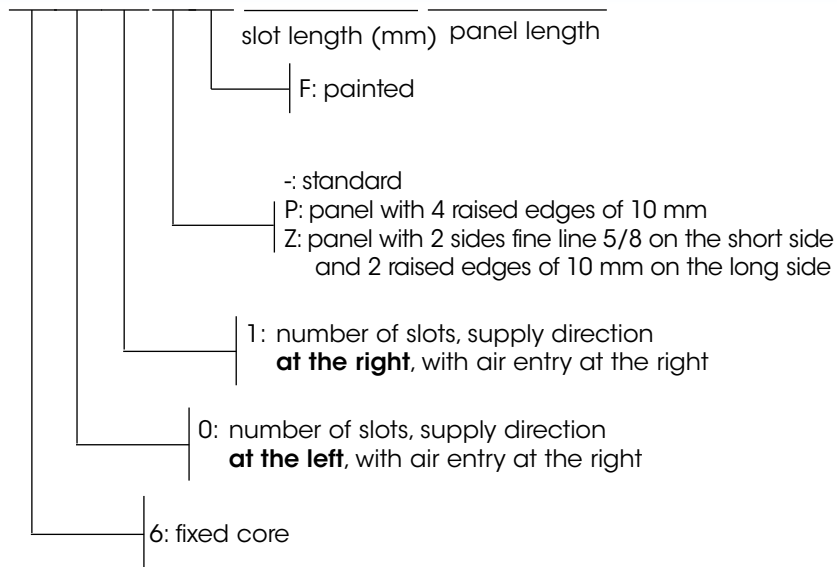 slot length (mm) panel length
F: painted
-: standard
P: panel with 4 raised edges of 10 mm
Z: panel with 2 sides fine line 5/8 on the short side
and 2 raised edges of 10 mm on the long side
1: number of slots, supply direction
at the right, with air entry at the right
0: number of slots, supply direction
at the left, with air entry at the right
6: fixed core